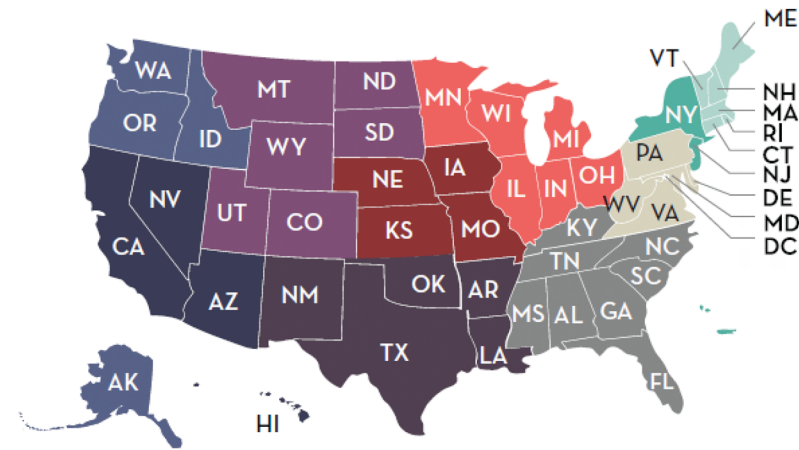 ME
VT
WA
MT
ND
MN
NH
OR
ID
WI
NY
MA
SD
MI
RI
WY
CT
PA
IA
NE
OH
NJ
IL
IN
DE
NV
UT
CO
WV
VA
KS
MO
KY
MD
CA
NC
DC
TN
OK
SC
AZ
NM
AR
MS
AL
GA
TX
LA
AK
FL
HI